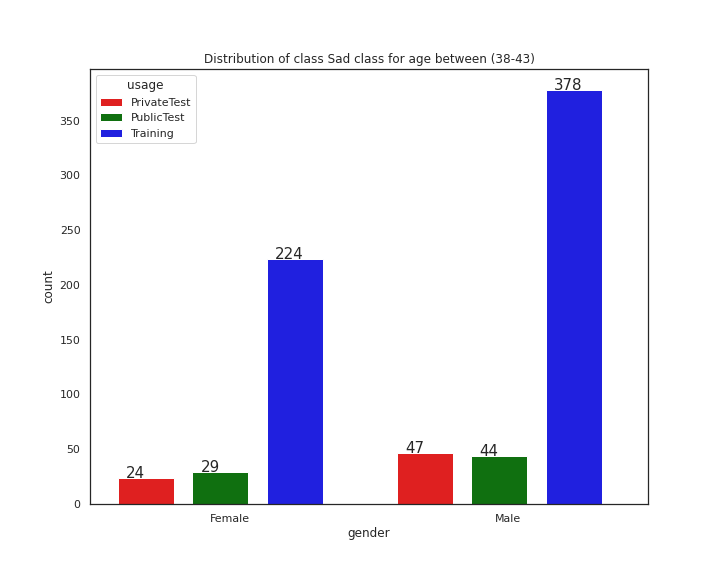 Distribution of class Sad class for age between (38-43)
usage
PrivateTest
PublicTest
Training
count
350
300
250
200
150
100
50
0
24
29
224
47
44
378
Female
Male
gender